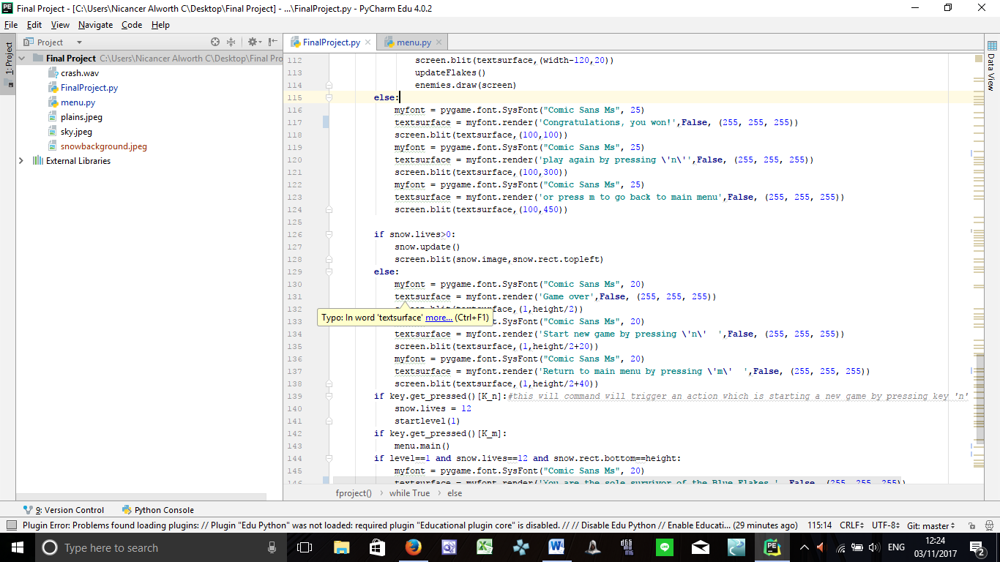 Final Project - [C:\Users\Nicancer Alworth C\Desktop\Final Project] - ...\FinalProject.py - PyCharm Edu 4.0.2
File Edit View Navigate Code Help
Project
1: Project
Final Project C:\Users\Nicancer Alworth C\Desktop\Final Pro
crash.wav
FinalProject.py
menu.py
plains.jpeg
sky.jpeg
snowbackground.jpeg
External Libraries
FinalProject.py menu.py
112 screen.blit(textsurface,(width-120,20))
113 updateFlakes()
114 enemies.draw(screen)
115 else:
116 myfont = pygame.font.SysFont("Comic Sans Ms", 25)
117 textsurface = myfont.render('Congratulations, you won!',False, (255, 255, 255))
118 screen.blit(textsurface,(100,100))
119 myfont = pygame.font.SysFont("Comic Sans Ms", 25)
120 textsurface = myfont.render('play again by pressing \'n\'',False, (255, 255, 255))
121 screen.blit(textsurface,(100,300))
122 myfont = pygame.font.SysFont("Comic Sans Ms", 25)
123 textsurface = myfont.render('or press m to go back to main menu',False, (255, 255, 255))
124 screen.blit(textsurface,(100,450))
125
126 if snow.lives>0:
127 snow.update()
128 screen.blit(snow.image,snow.rect.topleft)
129 else:
130 myfont = pygame.font.SysFont("Comic Sans Ms", 20)
131 textsurface = myfont.render('Game over',False, (255, 255, 255))
132 screen.blit(textsurface,(1,height/2))
Typo: In word 'textsurface' more... (Ctrl+F1)
133 pygame.font.SysFont("Comic Sans Ms", 20)
134 textsurface = myfont.render('Start new game by pressing \'n\'  ',False, (255, 255, 255))
135 screen.blit(textsurface,(1,height/2+20))
136 myfont = pygame.font.SysFont("Comic Sans Ms", 20)
137 textsurface = myfont.render('Return to main menu by pressing \'m\'  ',False, (255, 255, 255))
138 screen.blit(textsurface,(1,height/2+40))
139 if key.get_pressed()[K_n]:#this will command will trigger an action which is starting a new game by pressing key 'n'
140 snow.lives = 12
141 startlevel(1)
142 if key.get_pressed()[K_m]:
143 menu.main()
144 if level==1 and snow.lives==12 and snow.rect.bottom==height:
145 myfont = pygame.font.SysFont("Comic Sans Ms", 20)
146 textsurface = myfont.render('You are the sole survivor of the Blue Flakes.', False, (255, 255, 255))
Data View
fproject() while True else
9: Version Control Python Console
Plugin Error: Problems found loading plugins: // Plugin "Edu Python" was not loaded: required plugin "Educational plugin core" is disabled. // // Disable Edu Python // Enable Educati... (29 minutes ago) 115:14 CRLF UTF-8 Git: master
Type here to search
ENG
12:24
03/11/2017
2